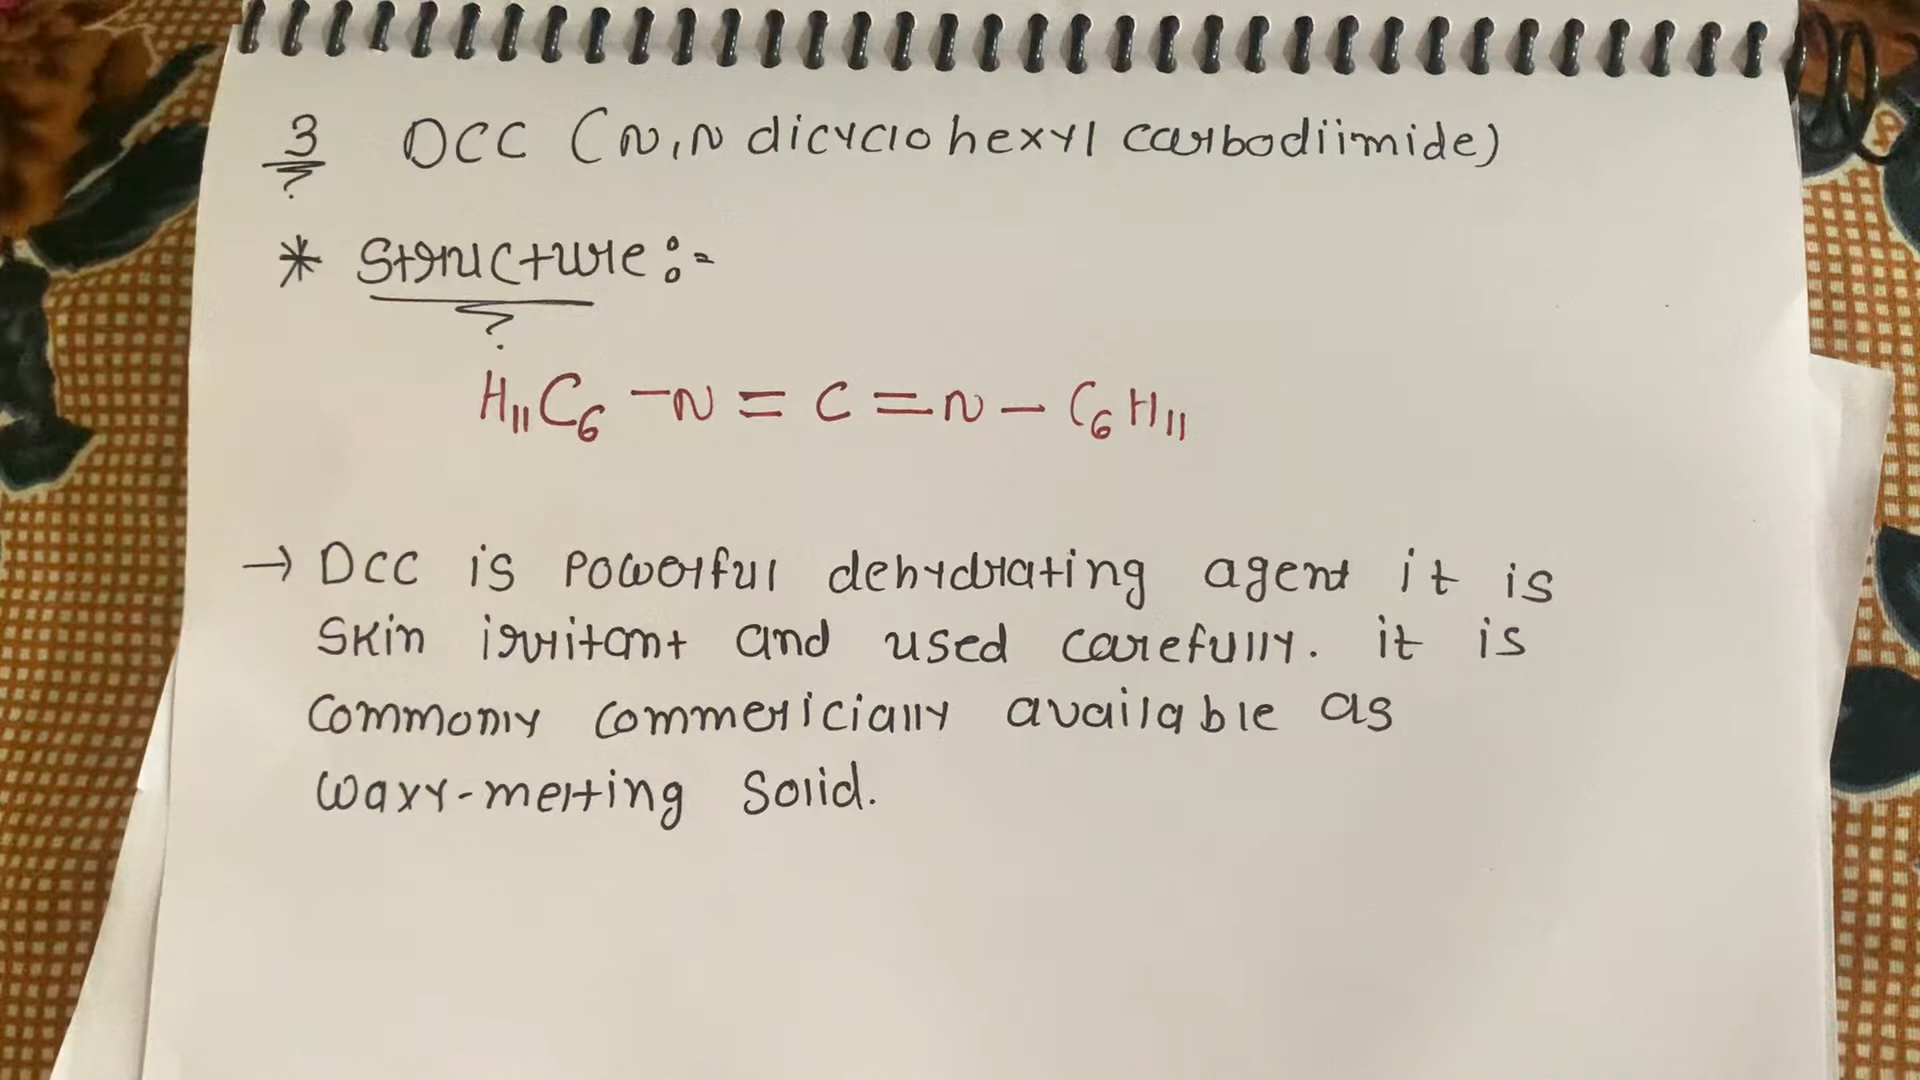 3 DCC (N,N dicyclohexyl carbodiimide)
* Structure :-
H₁₁C₆ -N = C = N - C₆H₁₁
→ DCC is powerful dehydrating agent it is
skin irritant and used carefully. it is
commonly commericially available as
waxy-melting solid.